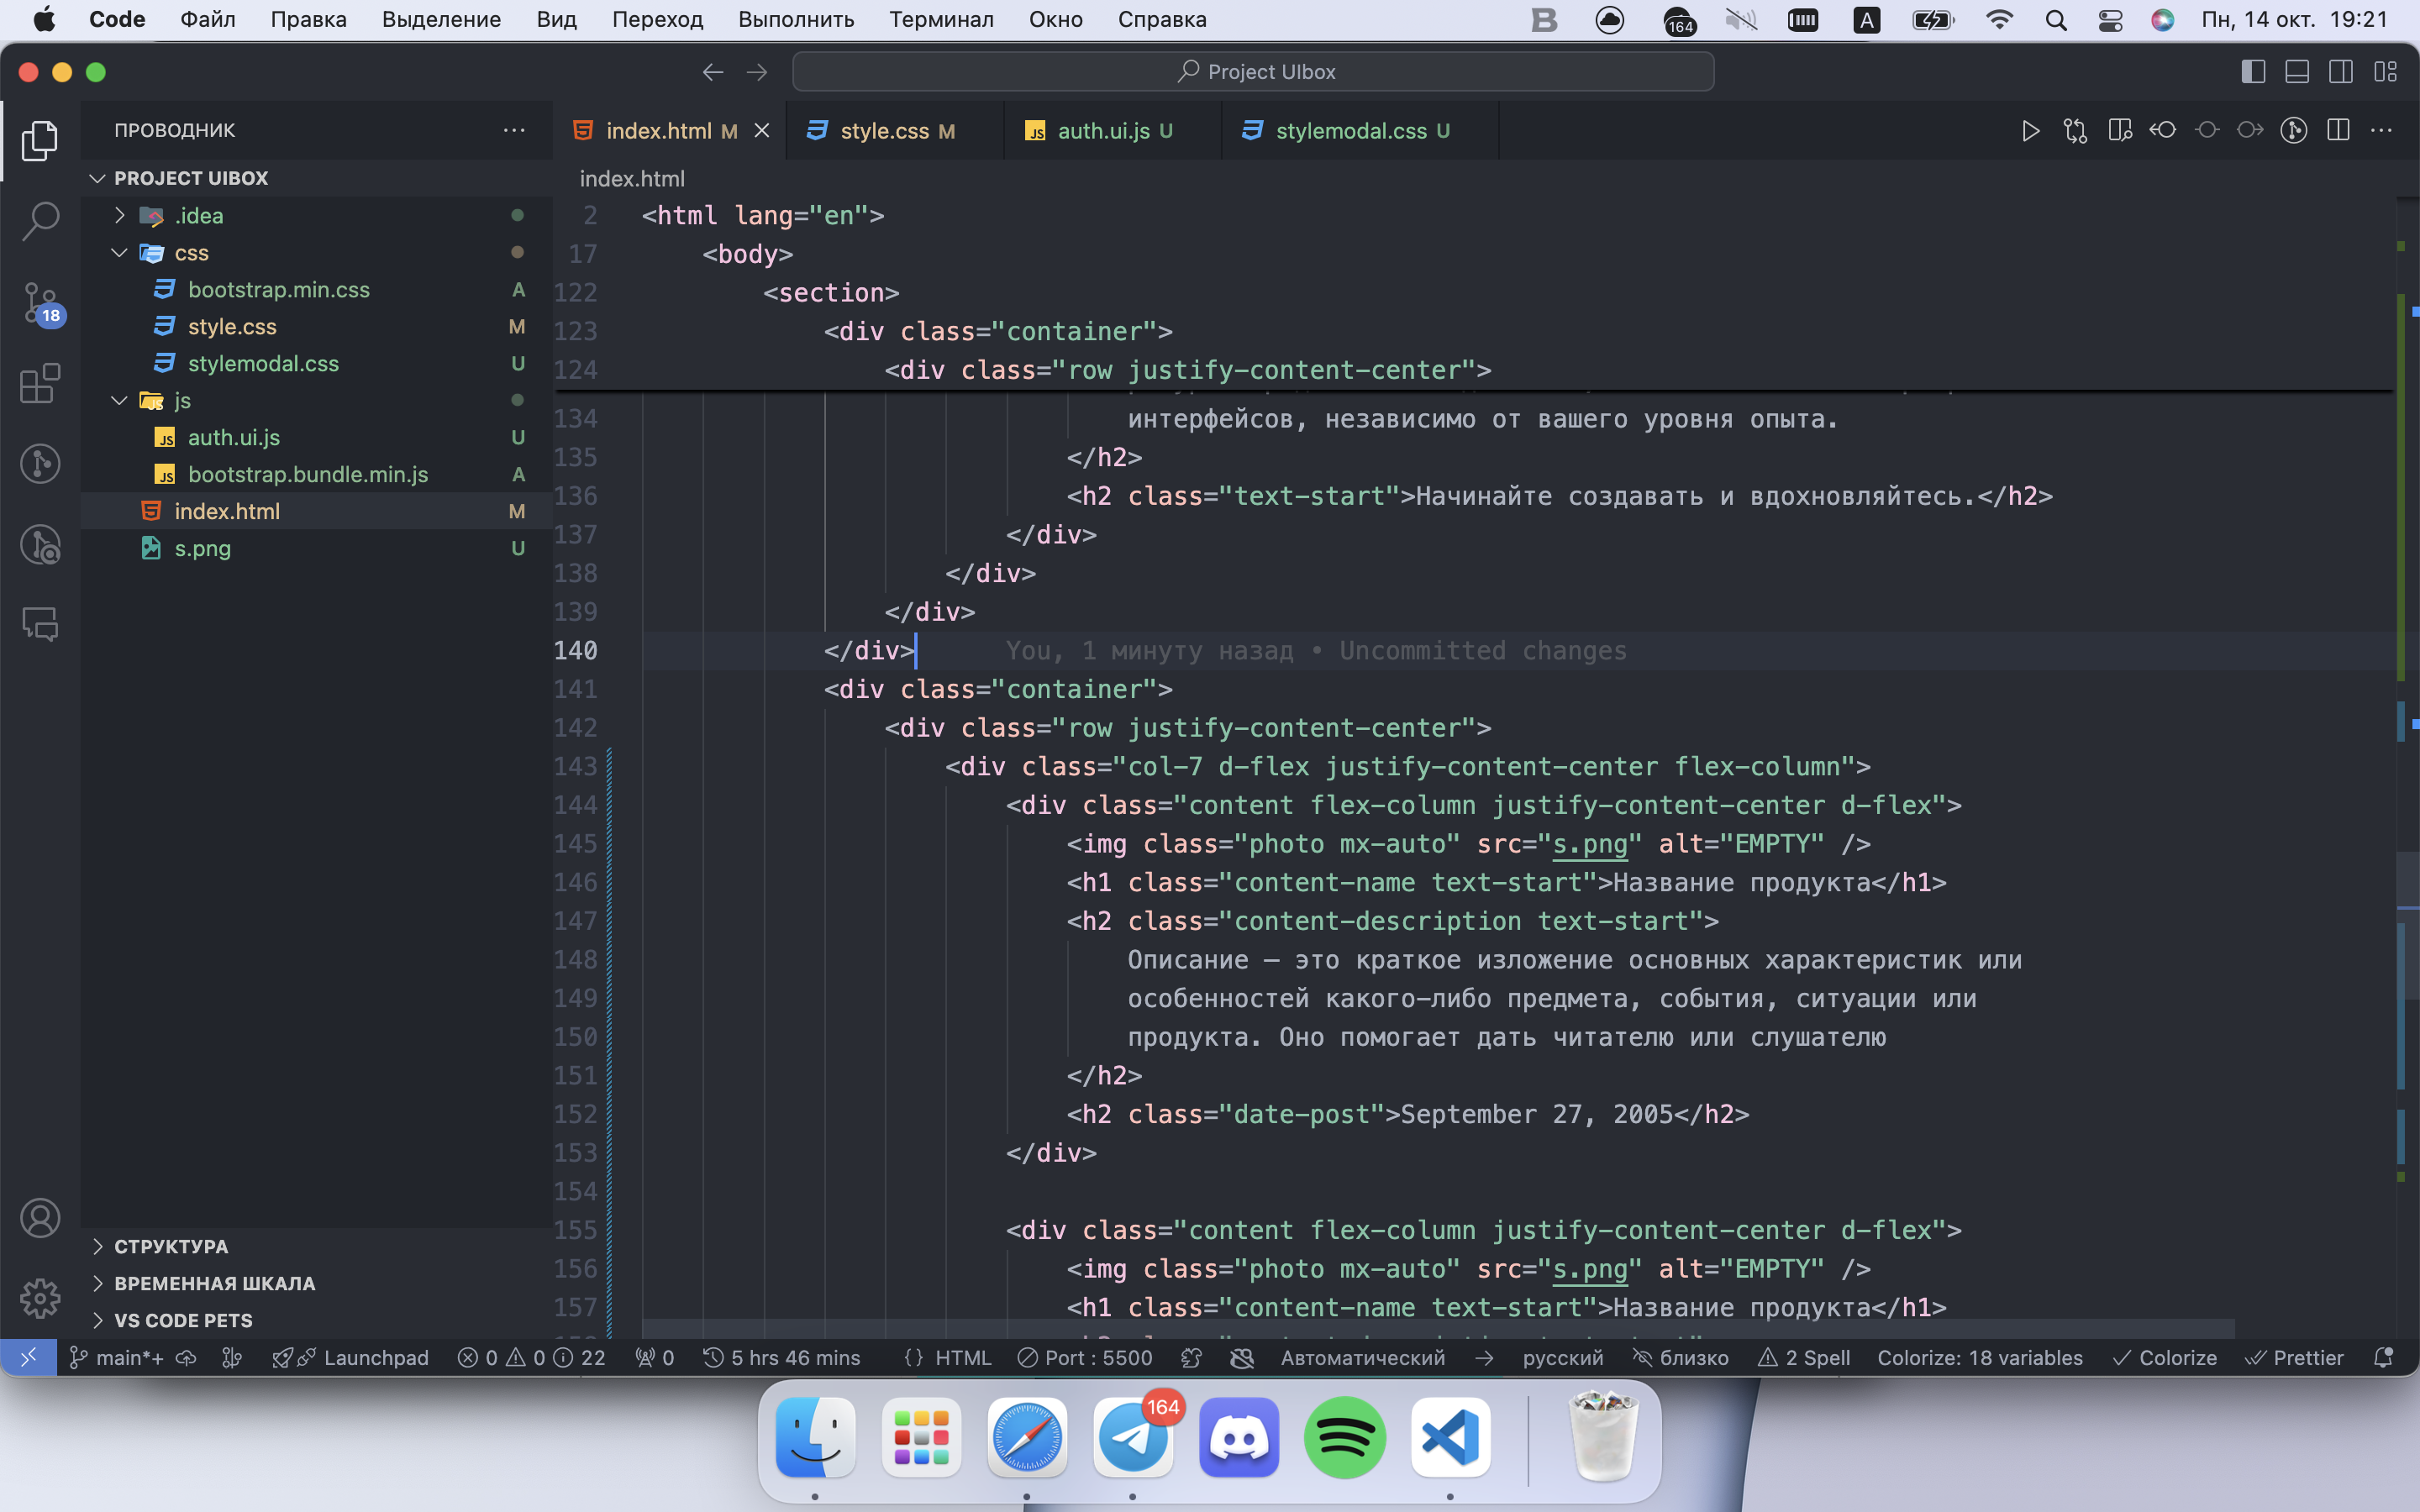 Code Файл Правка Выделение Вид Переход Выполнить Терминал Окно Справка 164 A Пн, 14 окт. 19:21
Project UIbox
ПРОВОДНИК
PROJECT UIBOX
.idea
css
bootstrap.min.css A
style.css M
stylemodal.css U
js
auth.ui.js U
bootstrap.bundle.min.js A
index.html M
s.png U
18
СТРУКТУРА
ВРЕМЕННАЯ ШКАЛА
VS CODE PETS
index.html M style.css M auth.ui.js U stylemodal.css U
index.html
2 <html lang="en">
17 <body>
122 <section>
123 <div class="container">
124 <div class="row justify-content-center">
134 интерфейсов, независимо от вашего уровня опыта.
135 </h2>
136 <h2 class="text-start">Начинайте создавать и вдохновляйтесь.</h2>
137 </div>
138 </div>
139 </div>
140 </div> You, 1 минуту назад • Uncommitted changes
141 <div class="container">
142 <div class="row justify-content-center">
143 <div class="col-7 d-flex justify-content-center flex-column">
144 <div class="content flex-column justify-content-center d-flex">
145 <img class="photo mx-auto" src="s.png" alt="EMPTY" />
146 <h1 class="content-name text-start">Название продукта</h1>
147 <h2 class="content-description text-start">
148 Описание — это краткое изложение основных характеристик или
149 особенностей какого-либо предмета, события, ситуации или
150 продукта. Оно помогает дать читателю или слушателю
151 </h2>
152 <h2 class="date-post">September 27, 2005</h2>
153 </div>
154
155 <div class="content flex-column justify-content-center d-flex">
156 <img class="photo mx-auto" src="s.png" alt="EMPTY" />
157 <h1 class="content-name text-start">Название продукта</h1>
main*+ Launchpad 0 0 22 0 5 hrs 46 mins {} HTML Port : 5500 Автоматический → русский близко 2 Spell Colorize: 18 variables Colorize Prettier
164